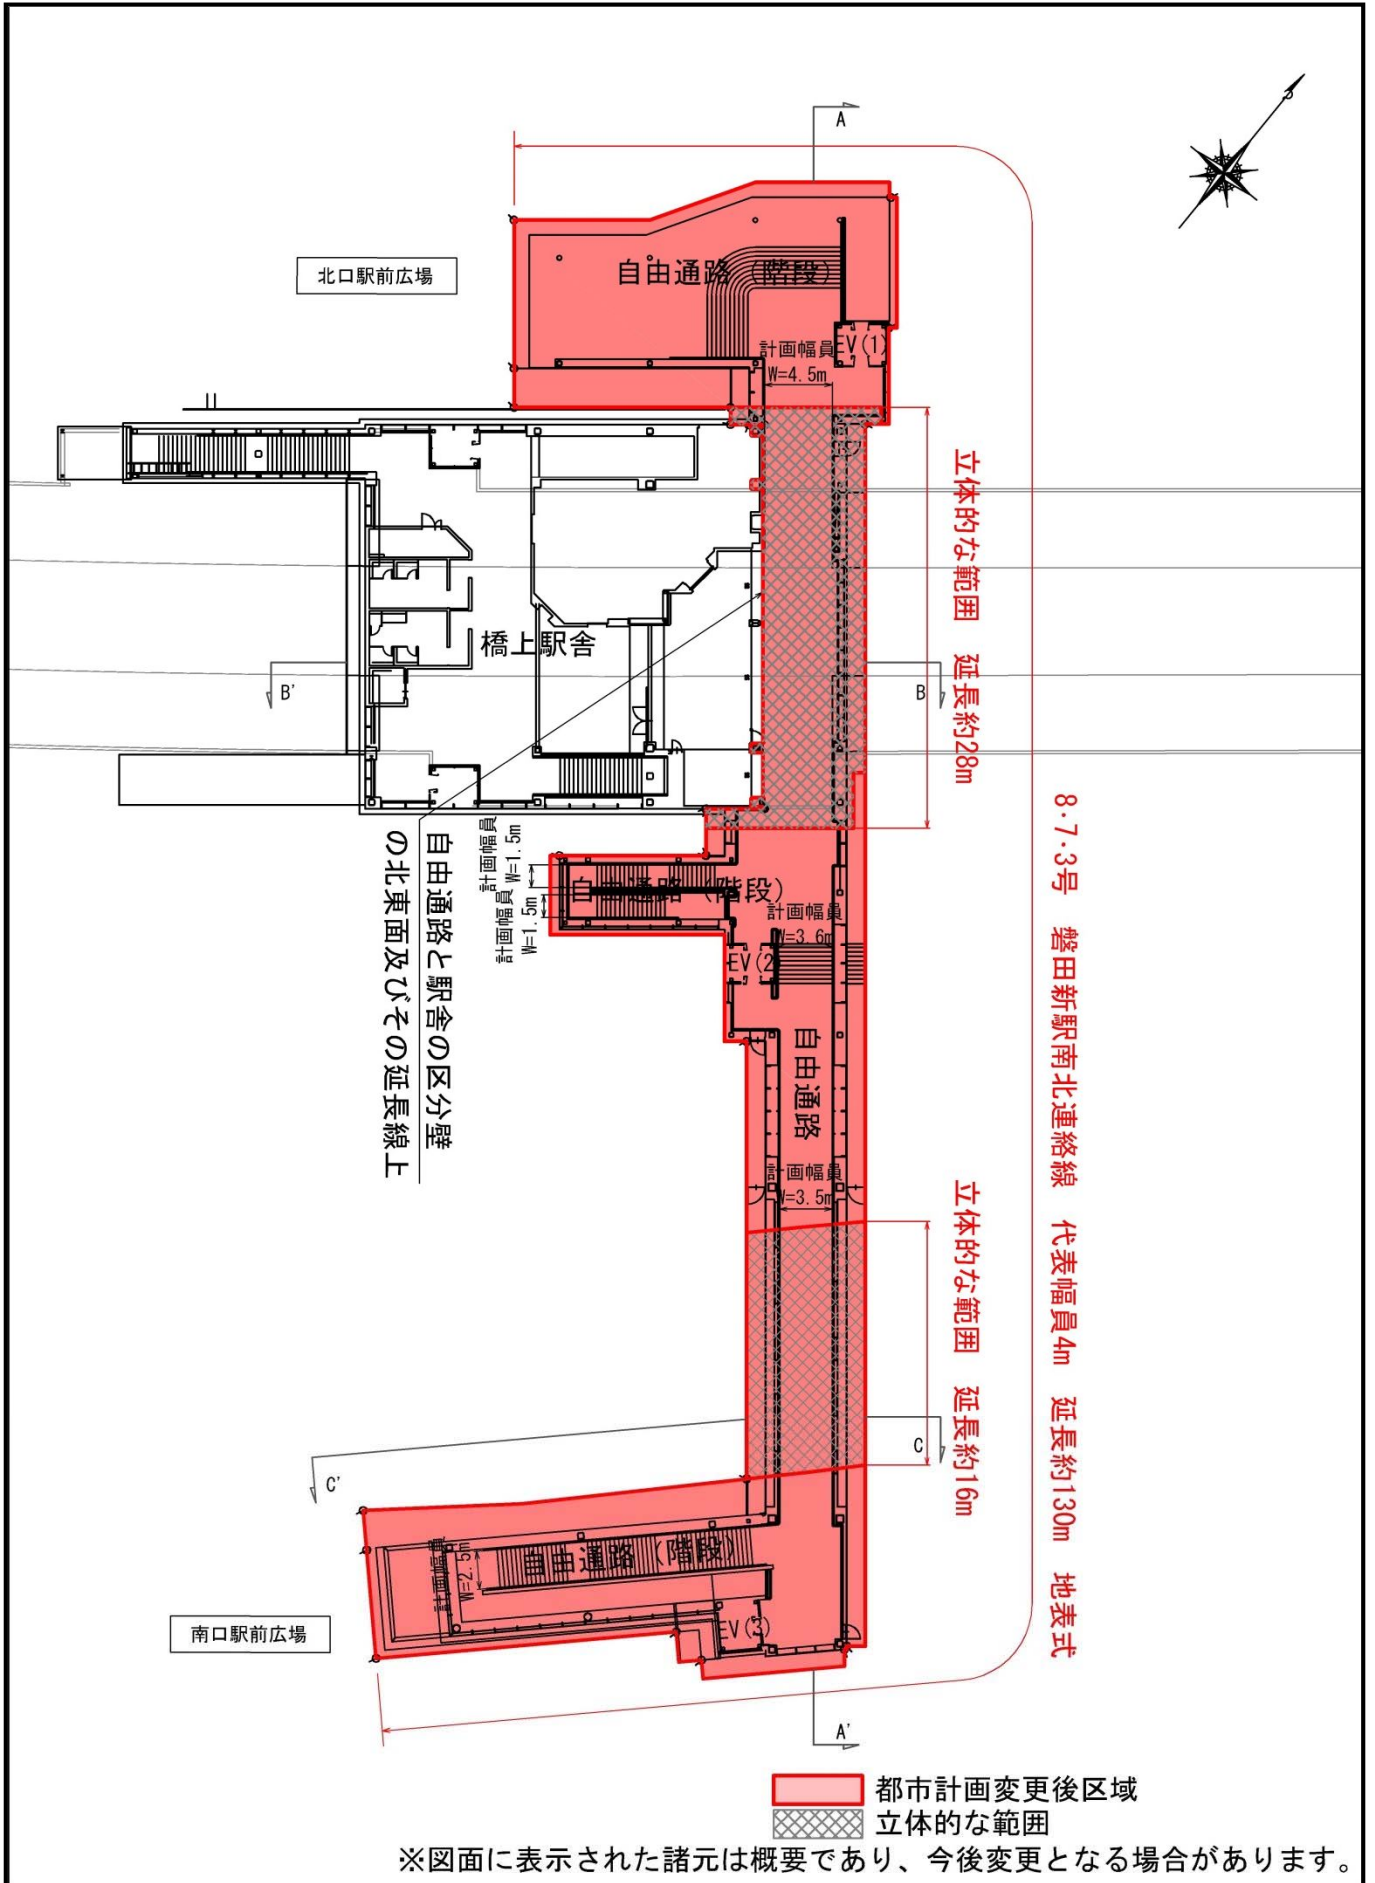 A
北口駅前広場
自由通路（階段）
EV(1)
計画幅員
W=4.5m
立体的な範囲　延長約28m
橋上駅舎
B'
B
8・7・3号　磐田新駅南北連絡線　代表幅員4m　延長約130m　地表式
自由通路と駅舎の区分壁
の北東面及びその延長線上
計画幅員
W=1.5m
計画幅員
W=1.5m
自由通路（階段）
計画幅員
W=3.6m
EV(2)
自由通路
計画幅員
W=3.5m
立体的な範囲　延長約16m
C
C'
計画幅員
W=2.5m
自由通路（階段）
EV(3)
南口駅前広場
A'
都市計画変更後区域
立体的な範囲
※図面に表示された諸元は概要であり、今後変更となる場合があります。